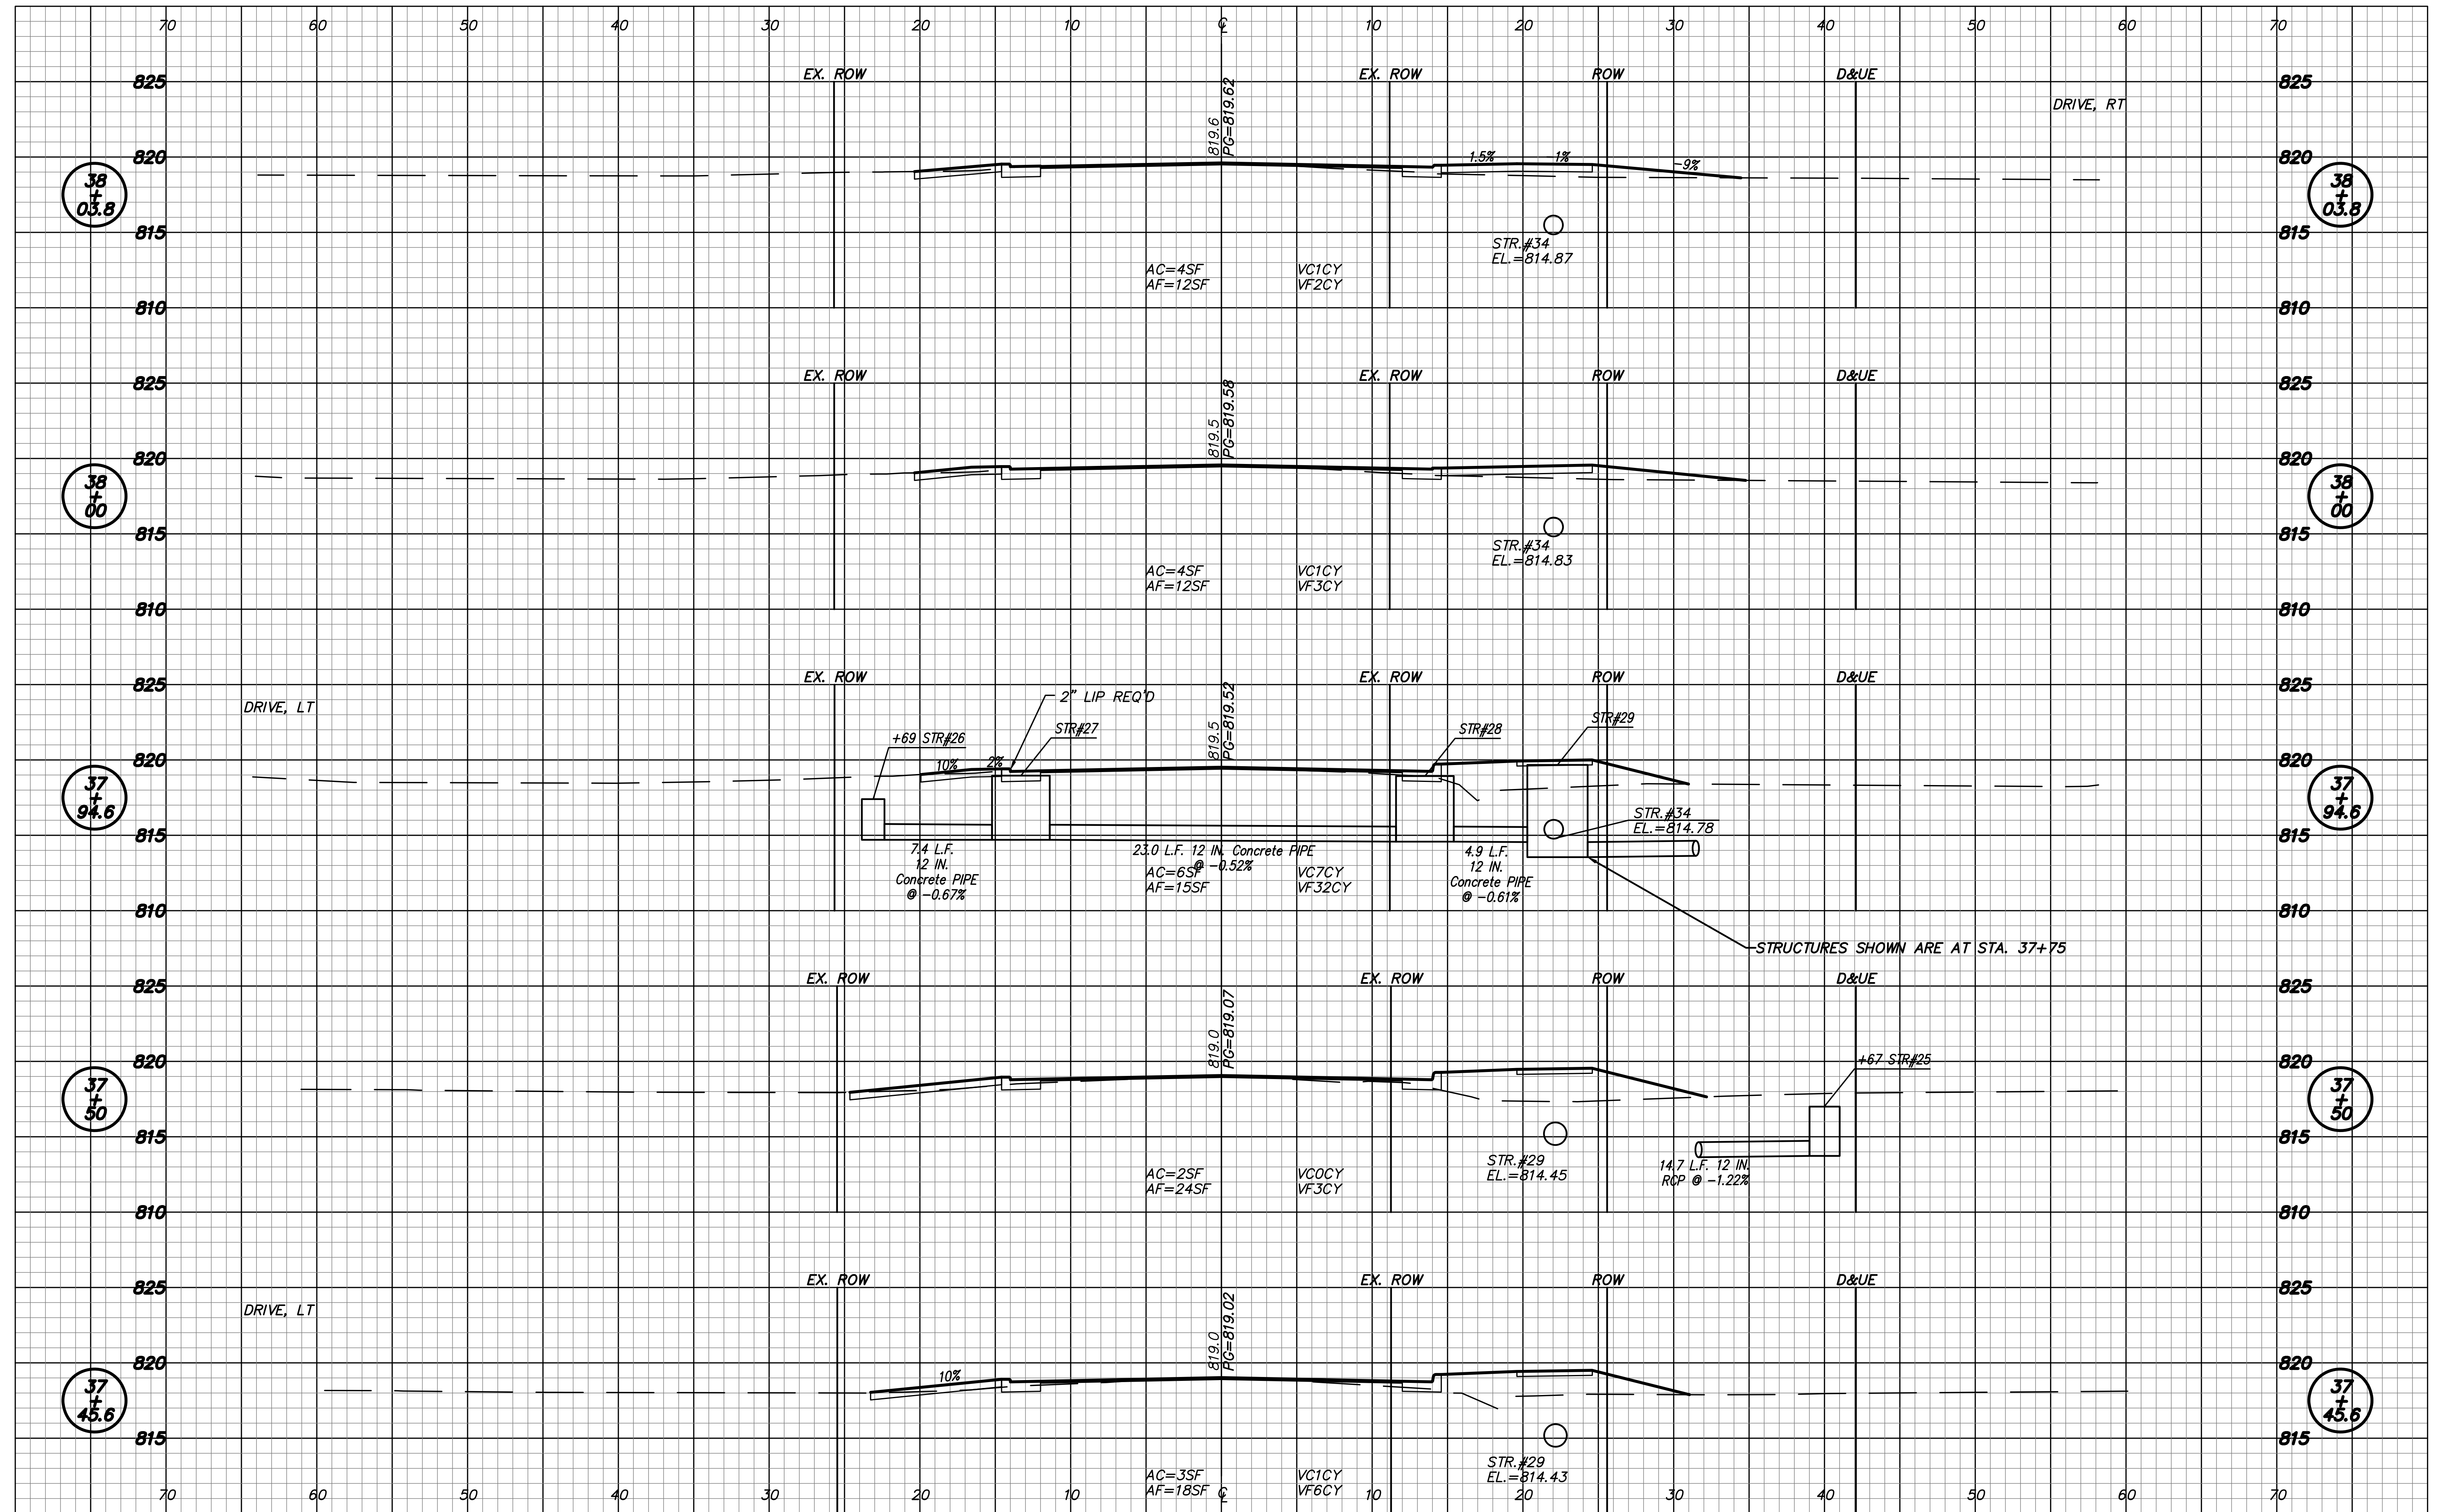 70 60 50 40 30 20 10 ℄ 10 20 30 40 50 60 70
EX. ROW EX. ROW ROW D&UE
825 825
DRIVE, RT
819.6
PG=819.62
820 820
1.5% 1% -9%
38
+
03.8
38
+
03.8
815 815
STR.#34
EL.=814.87
AC=4SF VC1CY
AF=12SF VF2CY
810 810
EX. ROW EX. ROW ROW D&UE
825 825
819.5
PG=819.58
820 820
38
+
00
38
+
00
815 815
STR.#34
EL.=814.83
AC=4SF VC1CY
AF=12SF VF3CY
810 810
EX. ROW EX. ROW ROW D&UE
825 825
DRIVE, LT
2" LIP REQ'D
819.5
PG=819.52
+69 STR#26
STR#27
STR#28
STR#29
820 820
10% 2%
37
+
94.6
37
+
94.6
STR.#34
EL.=814.78
815 815
7.4 L.F.
12 IN.
Concrete PIPE
@ -0.67%
23.0 L.F. 12 IN. Concrete PIPE
@ -0.52%
4.9 L.F.
12 IN.
Concrete PIPE
@ -0.61%
AC=6SF VC7CY
AF=15SF VF32CY
810 810
STRUCTURES SHOWN ARE AT STA. 37+75
EX. ROW EX. ROW ROW D&UE
825 825
819.0
PG=819.07
820 820
+67 STR#25
37
+
50
37
+
50
815 815
STR.#29
EL.=814.45
14.7 L.F. 12 IN.
RCP @ -1.22%
AC=2SF VC0CY
AF=24SF VF3CY
810 810
EX. ROW EX. ROW ROW D&UE
825 825
DRIVE, LT
819.0
PG=819.02
820 820
10%
37
+
45.6
37
+
45.6
815 815
STR.#29
EL.=814.43
AC=3SF VC1CY
AF=18SF VF6CY
70 60 50 40 30 20 10 ℄ 10 20 30 40 50 60 70